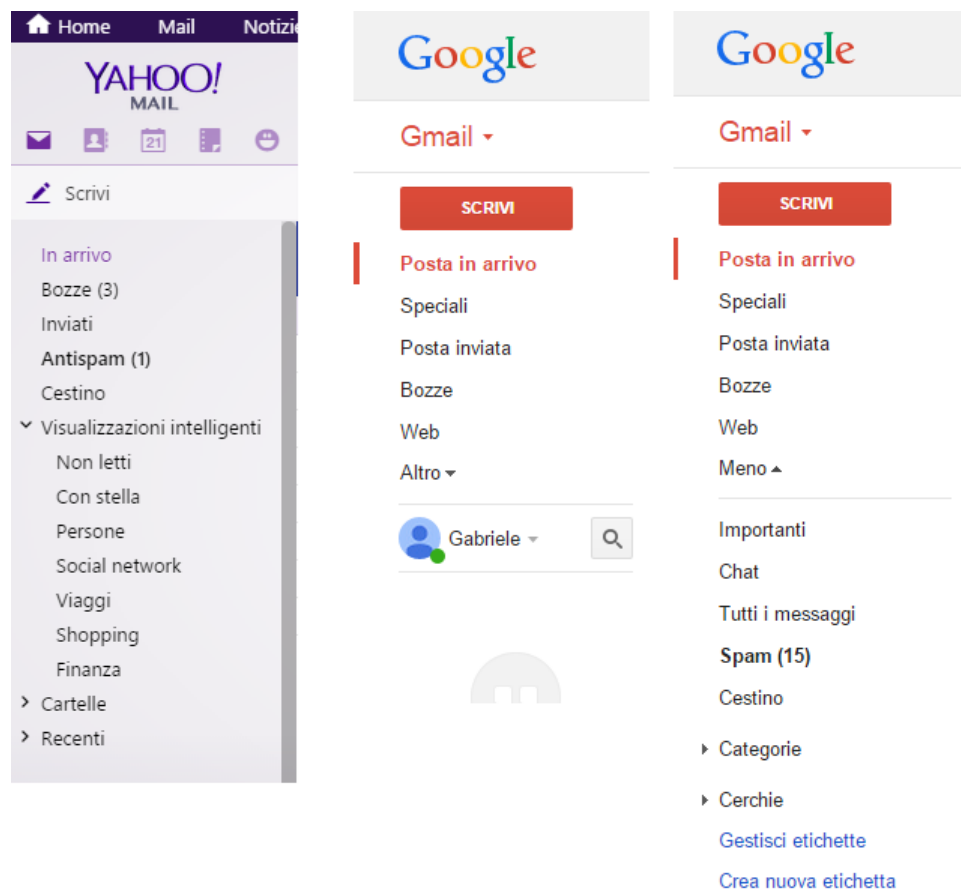 Home Mail Notizie
YAHOO!
MAIL
21
Scrivi
In arrivo
Bozze (3)
Inviati
Antispam (1)
Cestino
Visualizzazioni intelligenti
Non letti
Con stella
Persone
Social network
Viaggi
Shopping
Finanza
Cartelle
Recenti
Google
Gmail
SCRIVI
Posta in arrivo
Speciali
Posta inviata
Bozze
Web
Altro
Gabriele
Google
Gmail
SCRIVI
Posta in arrivo
Speciali
Posta inviata
Bozze
Web
Meno
Importanti
Chat
Tutti i messaggi
Spam (15)
Cestino
Categorie
Cerchie
Gestisci etichette
Crea nuova etichetta